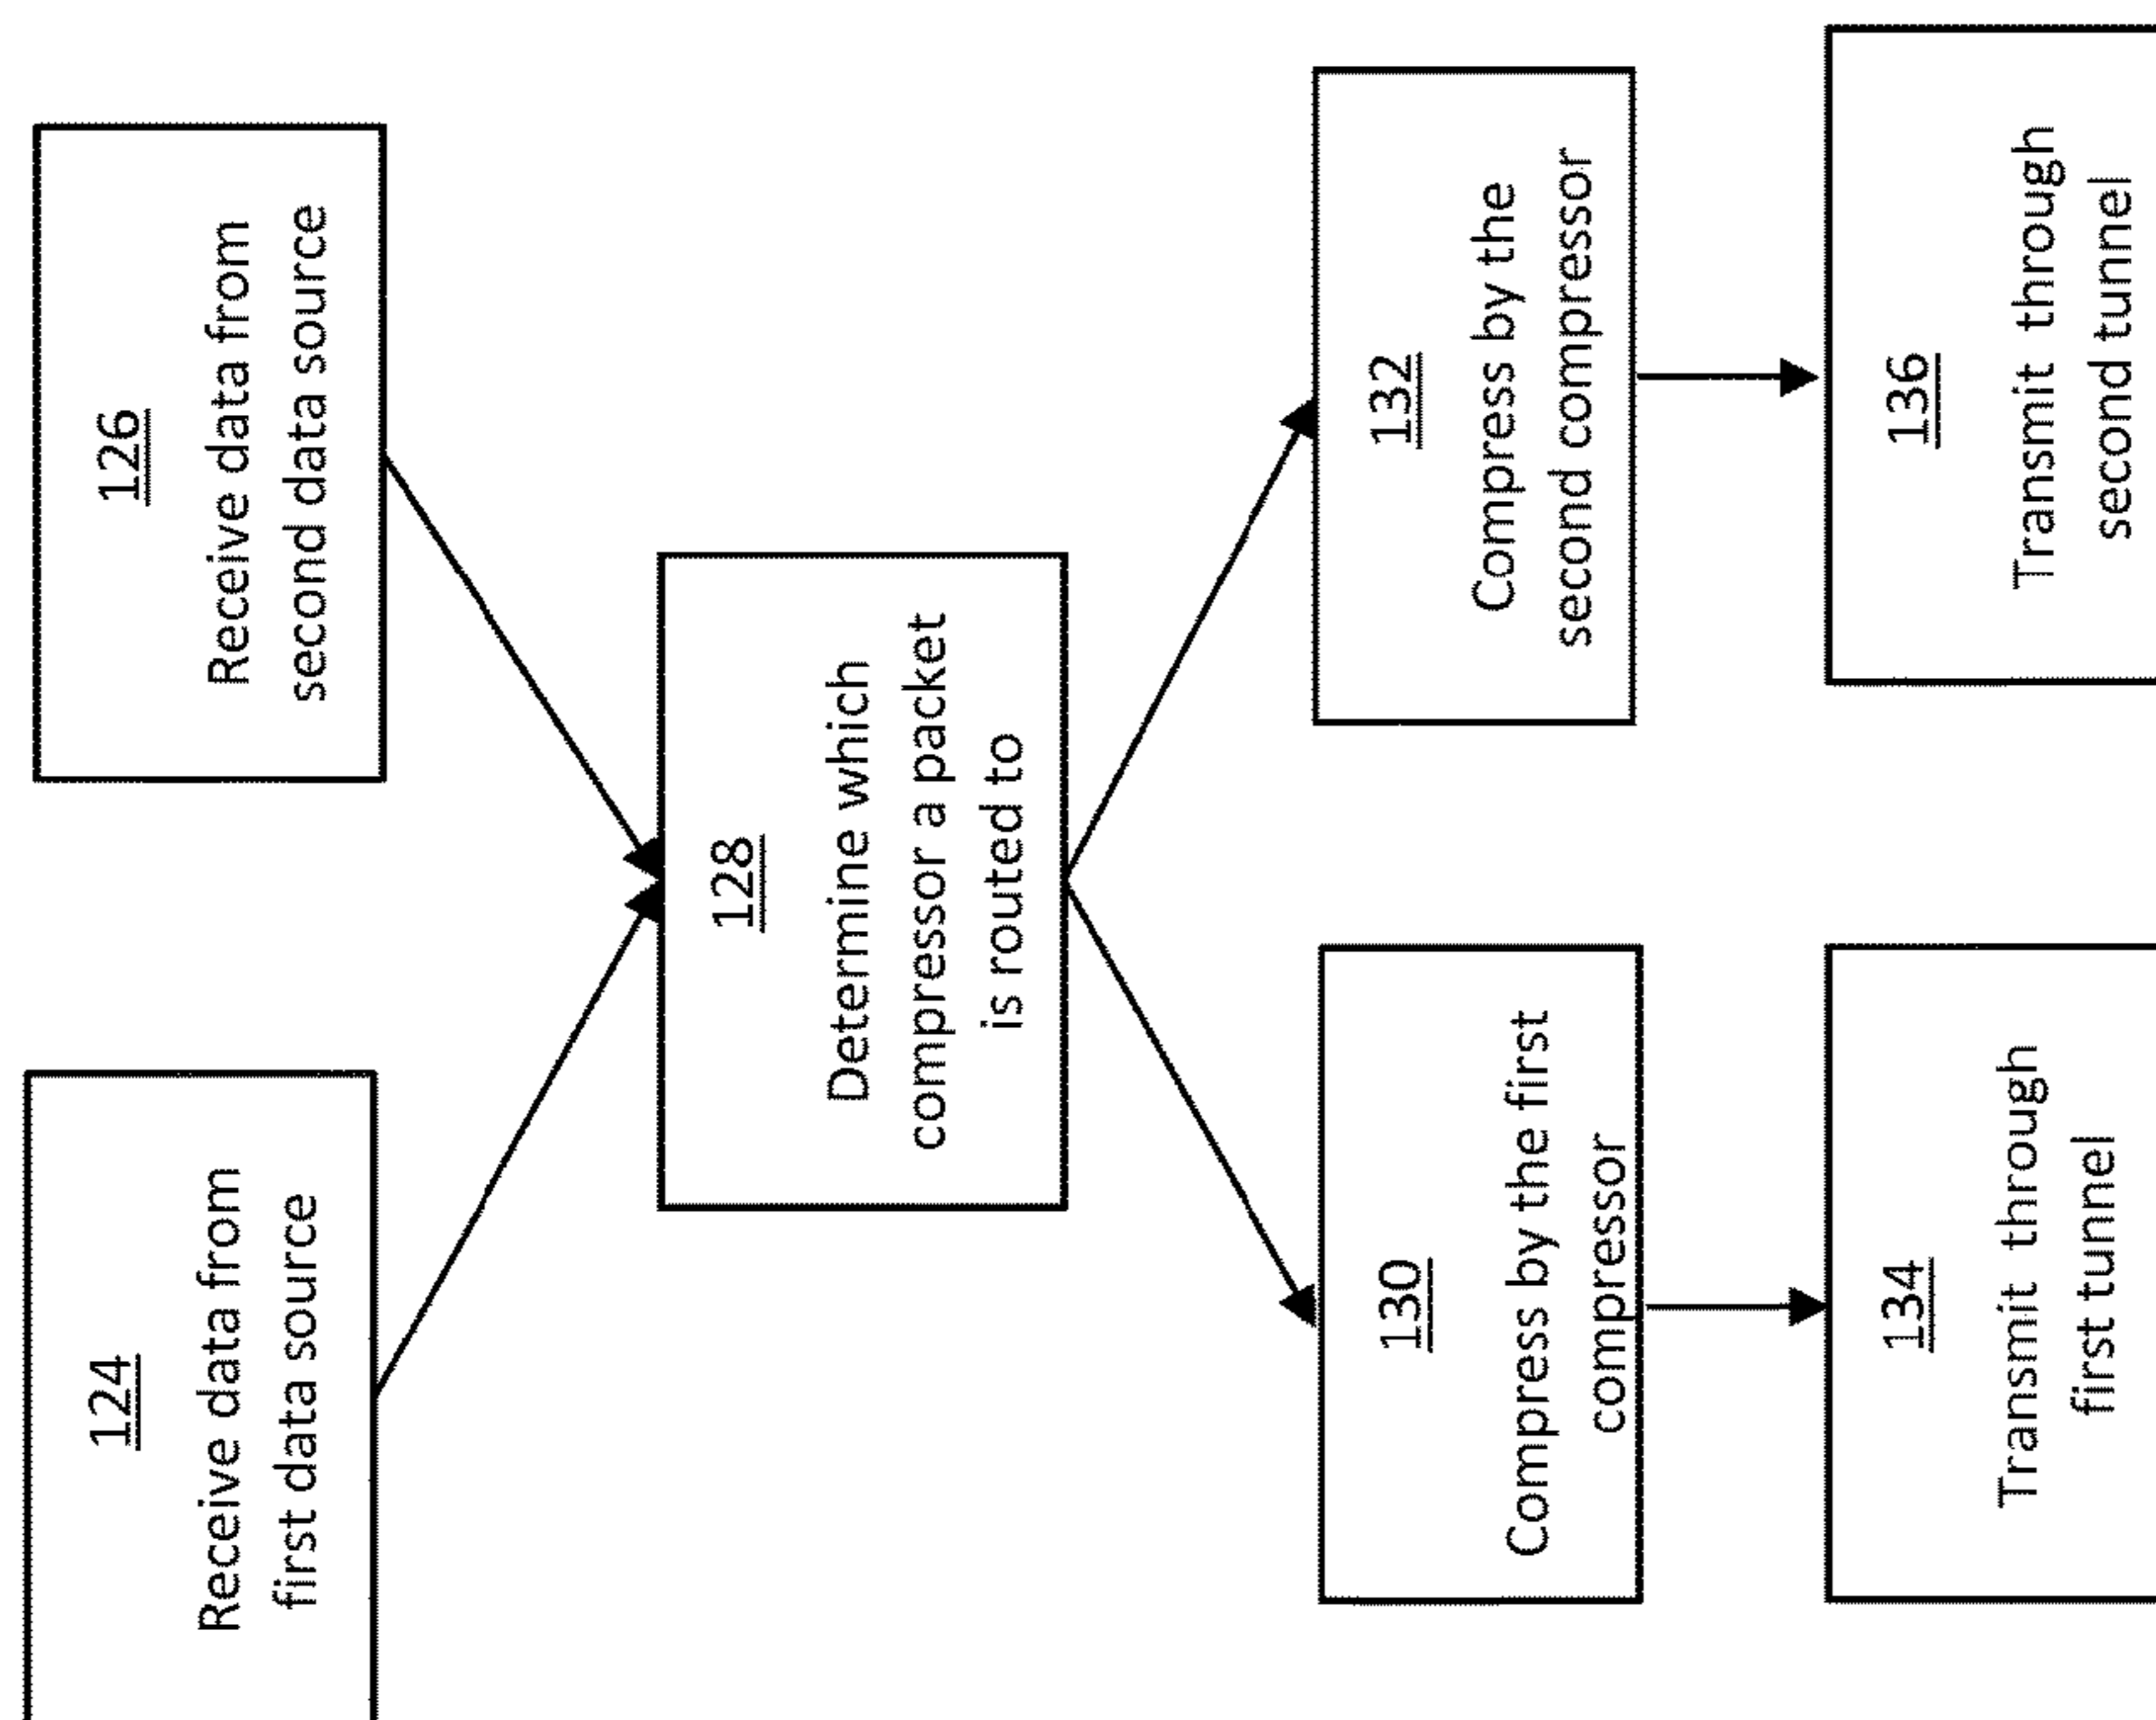 124
Receive data from
first data source
126
Receive data from
second data source
128
Determine which
compressor a packet
is routed to
130
Compress by the first
compressor
132
Compress by the
second compressor
134
Transmit through
first tunnel
136
Transmit through
second tunnel